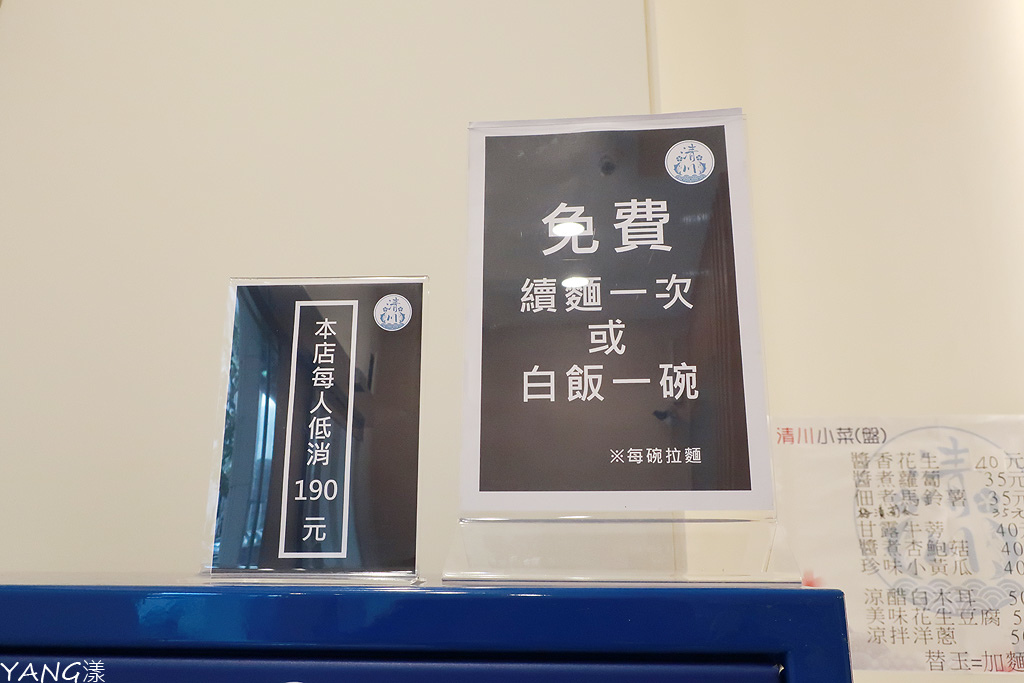 清川
本店每人低消
190
元
清川
免費
續麵一次
或
白飯一碗
※每碗拉麵
清川小菜(盤)
醬香花生 40元
醬煮蘿蔔 35元
佃煮馬鈴薯 35元
甘露牛蒡 40
醬煮杏鮑菇 40
珍味小黃瓜 40
涼醋白木耳 50
美味花生豆腐 5
涼拌洋蔥 50
替玉=加麵
YANG漾